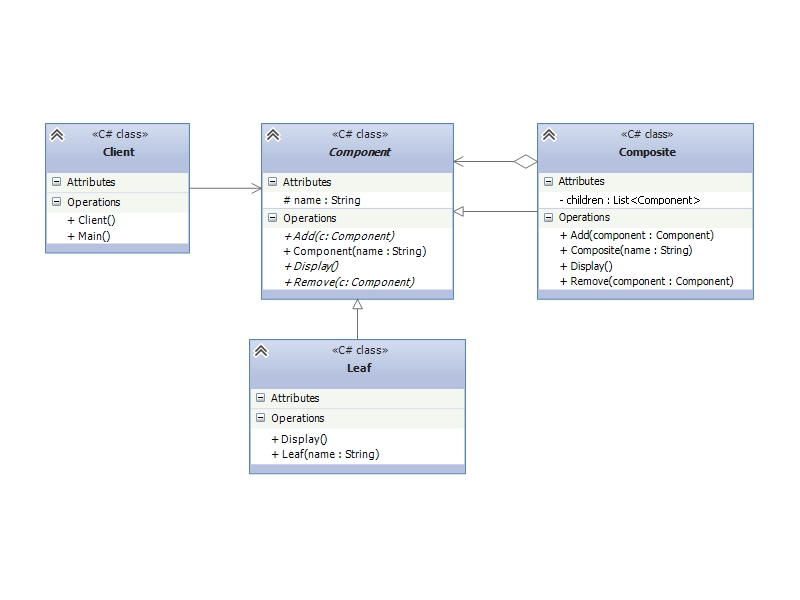 «C# class»
Client
Attributes
Operations
+ Client()
+ Main()
«C# class»
Component
Attributes
# name : String
Operations
+ Add(c: Component)
+ Component(name : String)
+ Display()
+ Remove(c: Component)
«C# class»
Composite
Attributes
- children : List<Component>
Operations
+ Add(component : Component)
+ Composite(name : String)
+ Display()
+ Remove(component : Component)
«C# class»
Leaf
Attributes
Operations
+ Display()
+ Leaf(name : String)